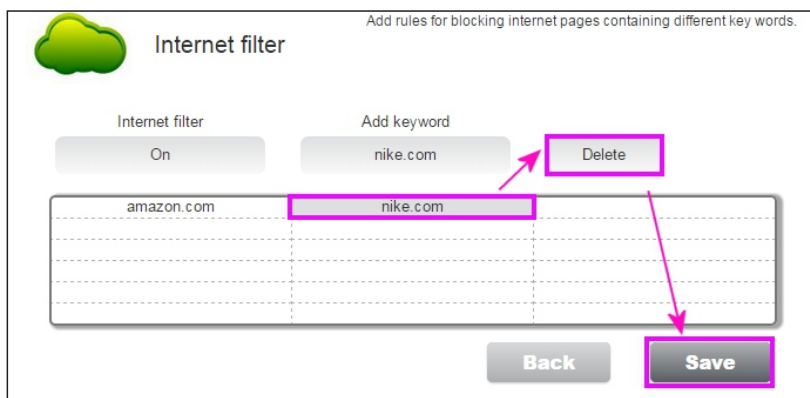 Add rules for blocking internet pages containing different key words.
Internet filter
Internet filter Add keyword
On nike.com Delete
amazon.com nike.com
Back Save